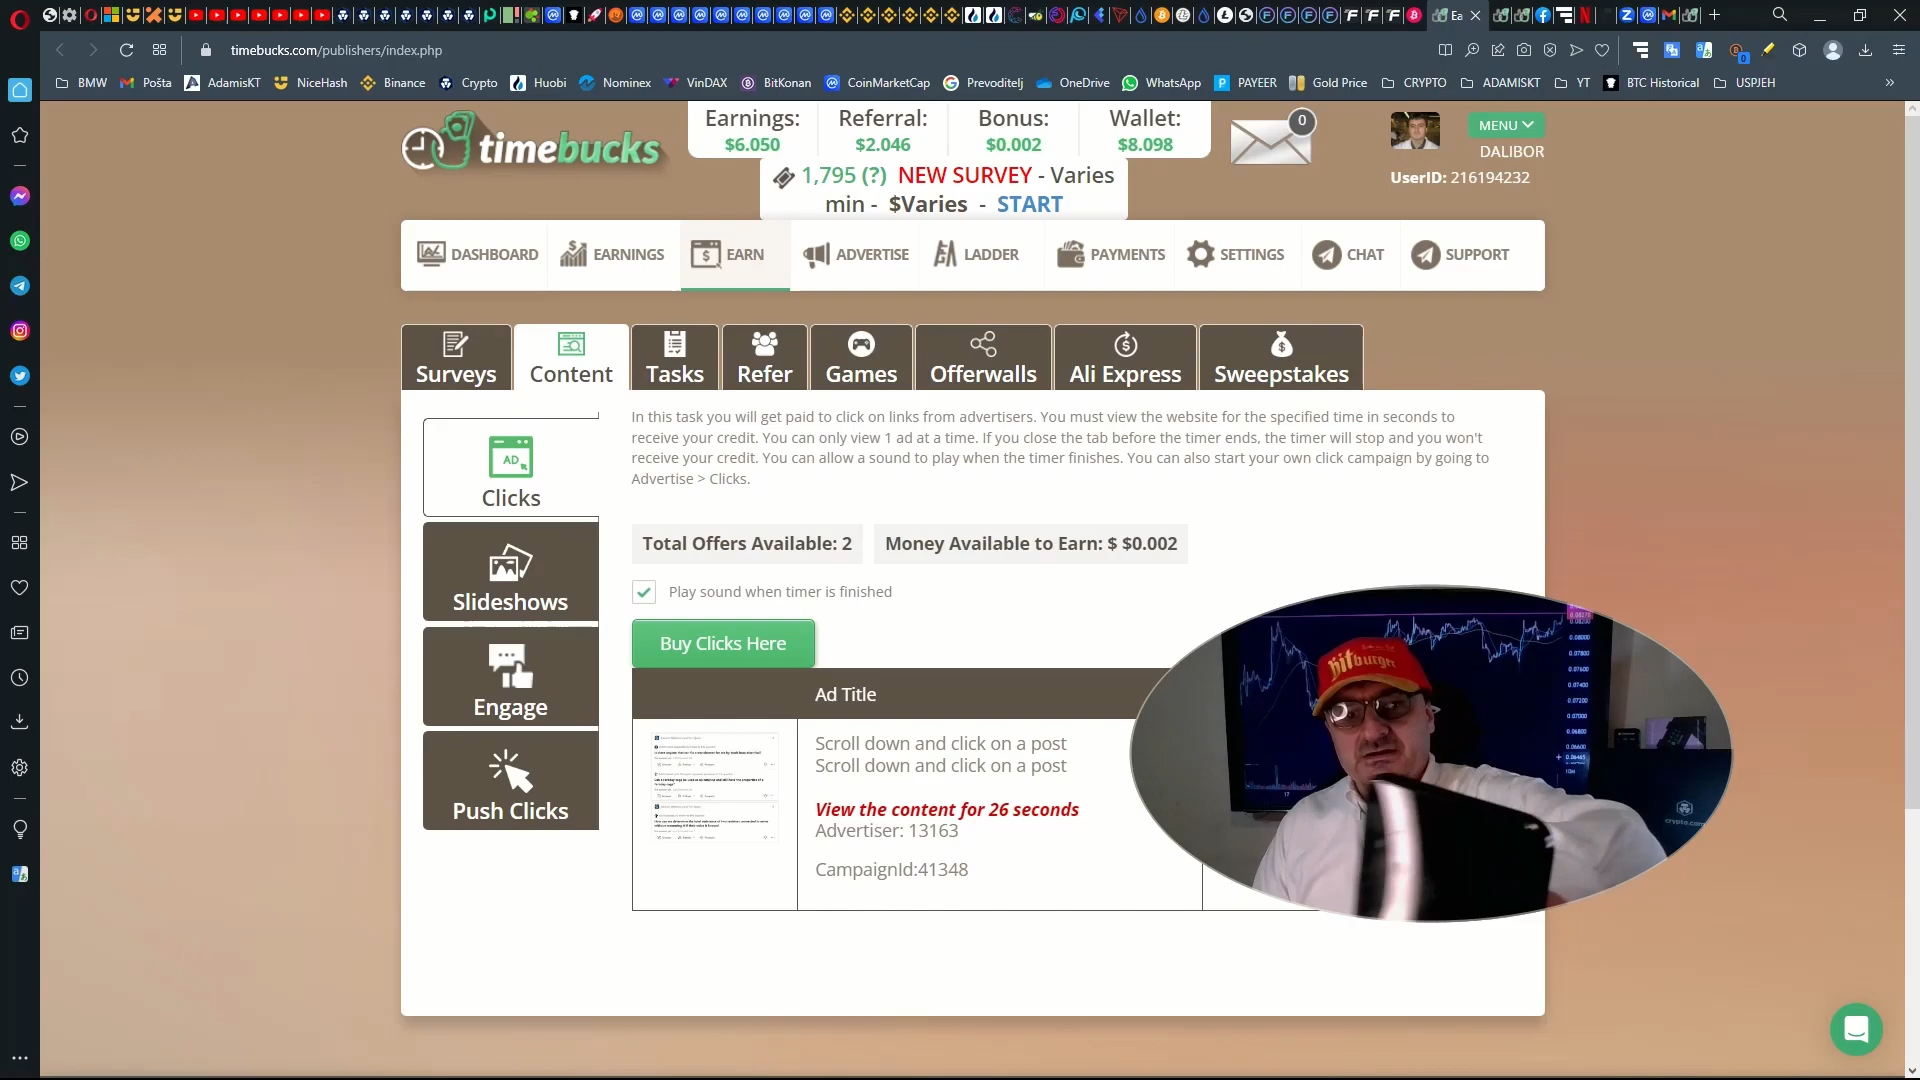 Ea
timebucks.com/publishers/index.php
BMW
Pošta
AdamisKT
NiceHash
Binance
Crypto
Huobi
Nominex
VinDAX
BitKonan
CoinMarketCap
Prevoditelj
OneDrive
WhatsApp
PAYEER
Gold Price
CRYPTO
ADAMISKT
YT
BTC Historical
USPJEH
timebucks
Earnings:
$6.050
Referral:
$2.046
Bonus:
$0.002
Wallet:
$8.098
0
MENU
DALIBOR
UserID: 216194232
1,795 (?) NEW SURVEY - Varies
min - $Varies - START
DASHBOARD
EARNINGS
EARN
ADVERTISE
LADDER
PAYMENTS
SETTINGS
CHAT
SUPPORT
Surveys
Content
Tasks
Refer
Games
Offerwalls
Ali Express
Sweepstakes
AD
Clicks
Slideshows
Engage
Push Clicks
In this task you will get paid to click on links from advertisers. You must view the website for the specified time in seconds to
receive your credit. You can only view 1 ad at a time. If you close the tab before the timer ends, the timer will stop and you won't
receive your credit. You can allow a sound to play when the timer finishes. You can also start your own click campaign by going to
Advertise > Clicks.
Total Offers Available: 2
Money Available to Earn: $ $0.002
Play sound when timer is finished
Buy Clicks Here
Ad Title
Scroll down and click on a post
Scroll down and click on a post
View the content for 26 seconds
Advertiser: 13163
CampaignId:41348
Bitburger
crypto.com